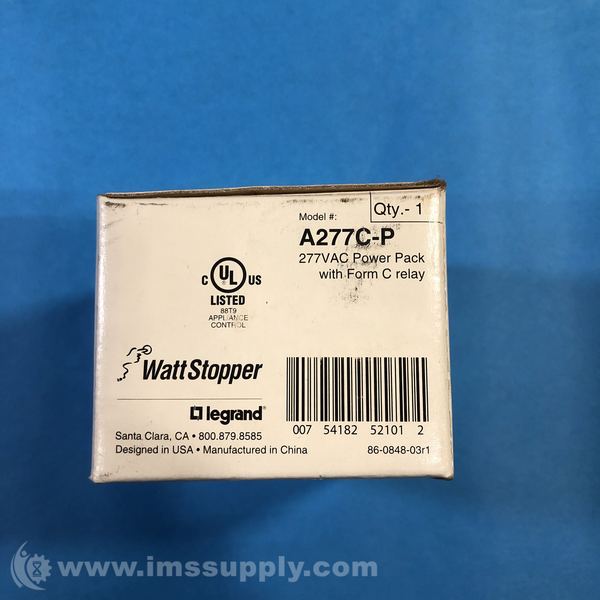 Qty.- 1
Model #:
A277C-P
277VAC Power Pack
with Form C relay
C UL US
LISTED
88T9
APPLIANCE
CONTROL
WattStopper
legrand
Santa Clara, CA • 800.879.8585
Designed in USA • Manufactured in China
007 54182 52101 2
86-0848-03r1
www.imssupply.com